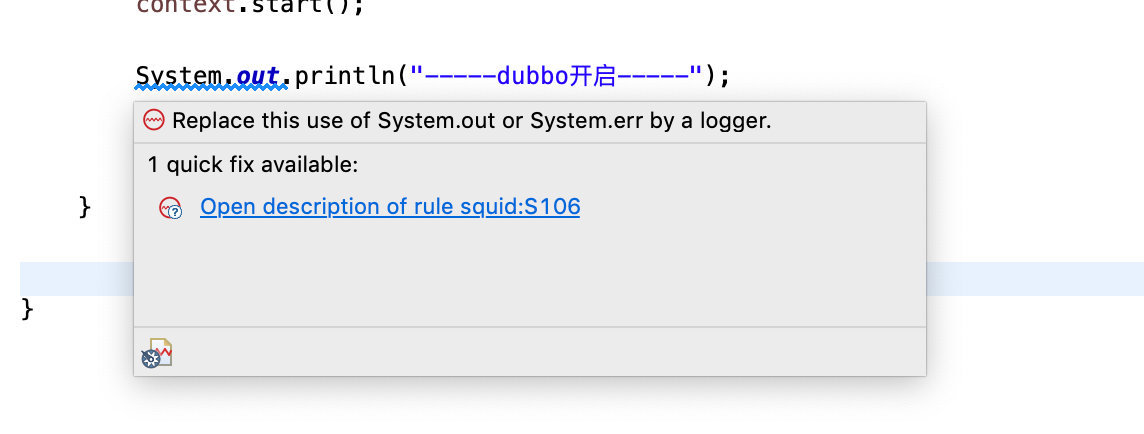 context.start();
System.out.println("-----dubbo开启-----");
Replace this use of System.out or System.err by a logger.
1 quick fix available:
Open description of rule squid:S106
}
}